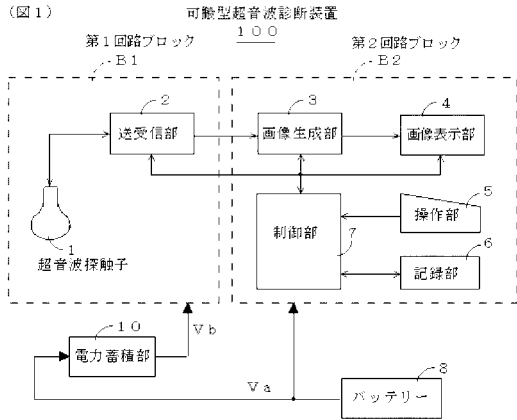 (図1)
可搬型超音波診断装置
100
第1回路ブロック
B1
第2回路ブロック
B2
2
送受信部
3
画像生成部
4
画像表示部
5
操作部
制御部
7
6
記録部
1
超音波探触子
10
電力蓄積部
Vb
Va
8
バッテリー